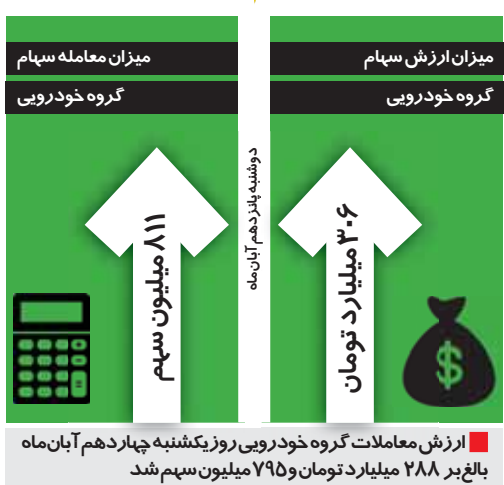 میزان ارزش سهام
گروه خودرویی
۳۰۶ میلیارد تومان
$
دوشنبه پانزدهم آبان‌ماه
میزان معامله سهام
گروه خودرویی
۸۱۱ میلیون سهم
ارزش معاملات گروه خودرویی روز یکشنبه چهاردهم آبان‌ماه
بالغ بر ۲۸۸ میلیارد تومان و ۷۹۵ میلیون سهم شد